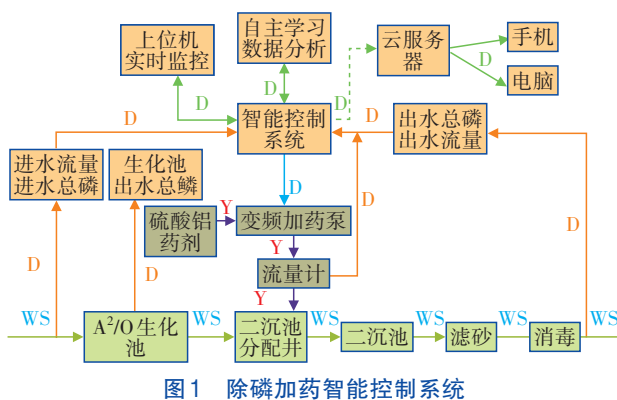 上位机
实时监控
自主学习
数据分析
云服务
器
手机
电脑
D
D
D
D
D
智能控制
系统
出水总磷
出水流量
D
D
进水流量
进水总磷
生化池
出水总鳞
D
硫酸铝
药剂
Y
变频加药泵
Y
流量计
D
D
D
D
Y
WS
A²/O生化
池
WS
二沉池
分配井
WS
二沉池
WS
滤砂
WS
消毒
WS
图1 除磷加药智能控制系统